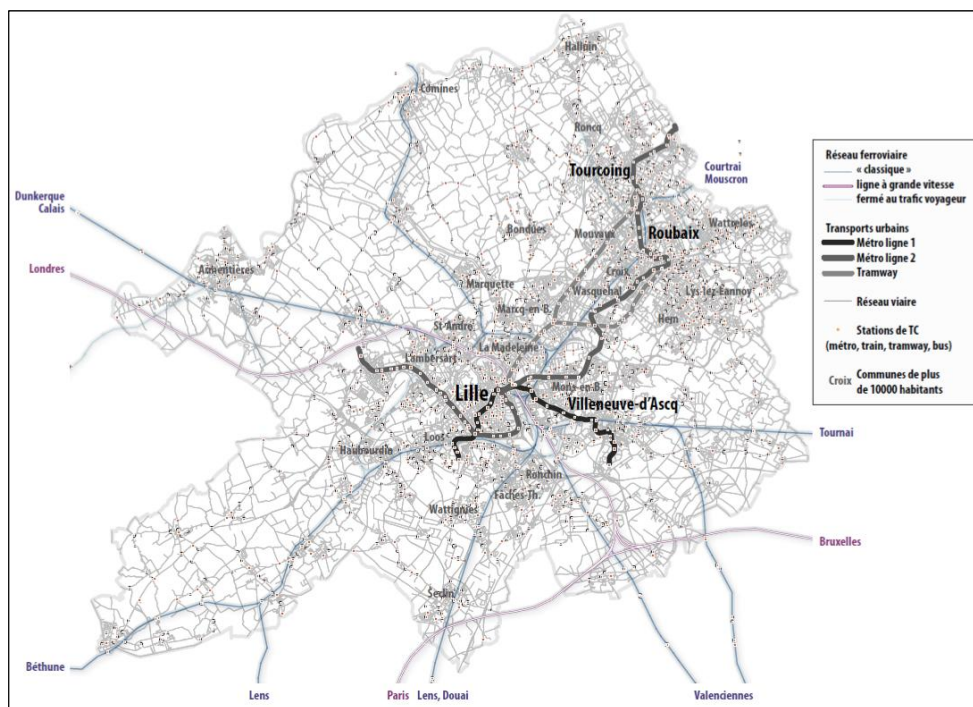 Halluin
Comines
Roncq
Tourcoing
Courtrai
Mouscron
Dunkerque
Calais
Wattrelos
Bondues
Mouvaux
Roubaix
Londres
Armentières
Croix
Marquette
Wasquehal
Lys-lez-Lannoy
Marcq-en-B.
Hem
St-André
La Madeleine
Lambersart
Mons-en-B.
Lille
Villeneuve-d'Ascq
Tournai
Loos
Haubourdin
Ronchin
Fâches-Th.
Wattignies
Bruxelles
Seclin
Béthune
Lens
Paris
Lens, Douai
Valenciennes
Réseau ferroviaire
« classique »
ligne à grande vitesse
fermé au trafic voyageur
Transports urbains
Métro ligne 1
Métro ligne 2
Tramway
Réseau viaire
Stations de TC
(métro, train, tramway, bus)
Croix
Communes de plus
de 10000 habitants